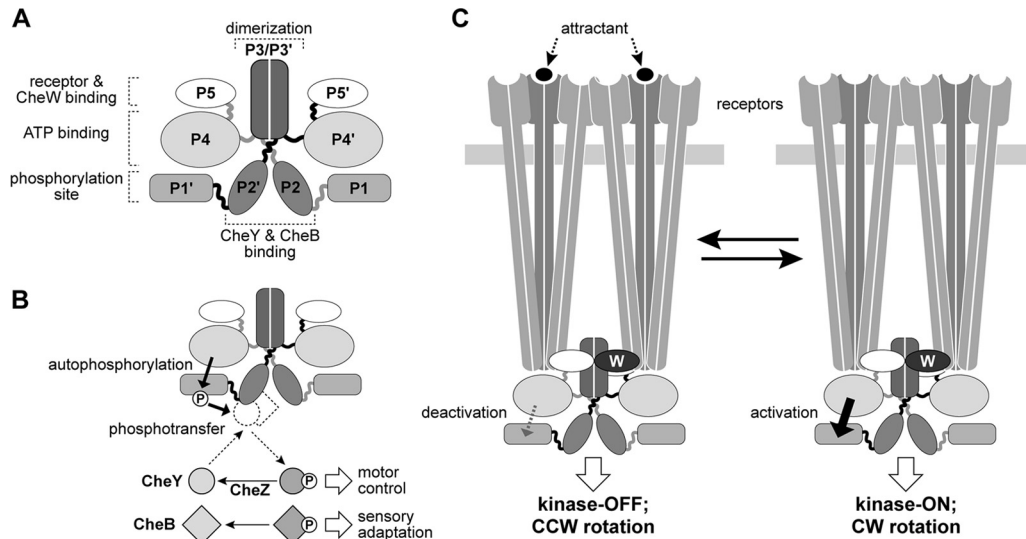 A
dimerization
P3/P3'
receptor &
CheW binding
P5
P5'
ATP binding
P4
P4'
phosphorylation
site
P1'
P2'
P2
P1
CheY & CheB
binding
B
autophosphorylation
P
phosphotransfer
CheY
CheZ
P
motor
control
CheB
P
sensory
adaptation
C
attractant
receptors
W
W
deactivation
activation
kinase-OFF;
CCW rotation
kinase-ON;
CW rotation